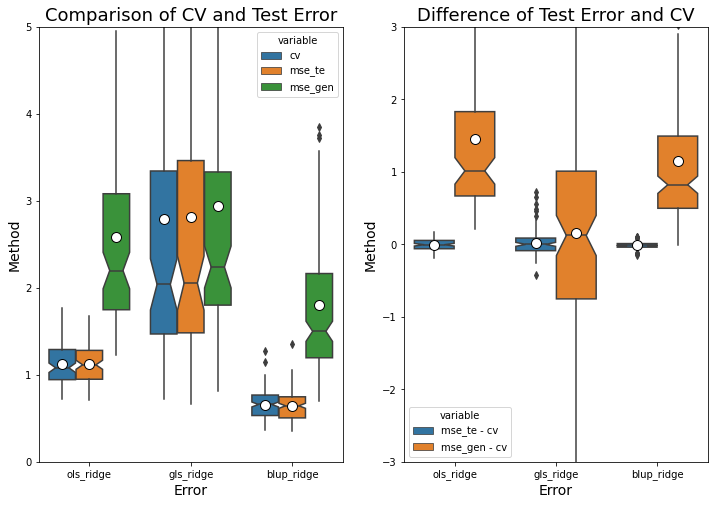 Comparison of CV and Test Error
5
4
3
2
1
0
Method
variable
cv
mse_te
mse_gen
ols_ridge
gls_ridge
blup_ridge
Error
Difference of Test Error and CV
3
2
1
0
−1
−2
−3
Method
variable
mse_te - cv
mse_gen - cv
ols_ridge
gls_ridge
blup_ridge
Error